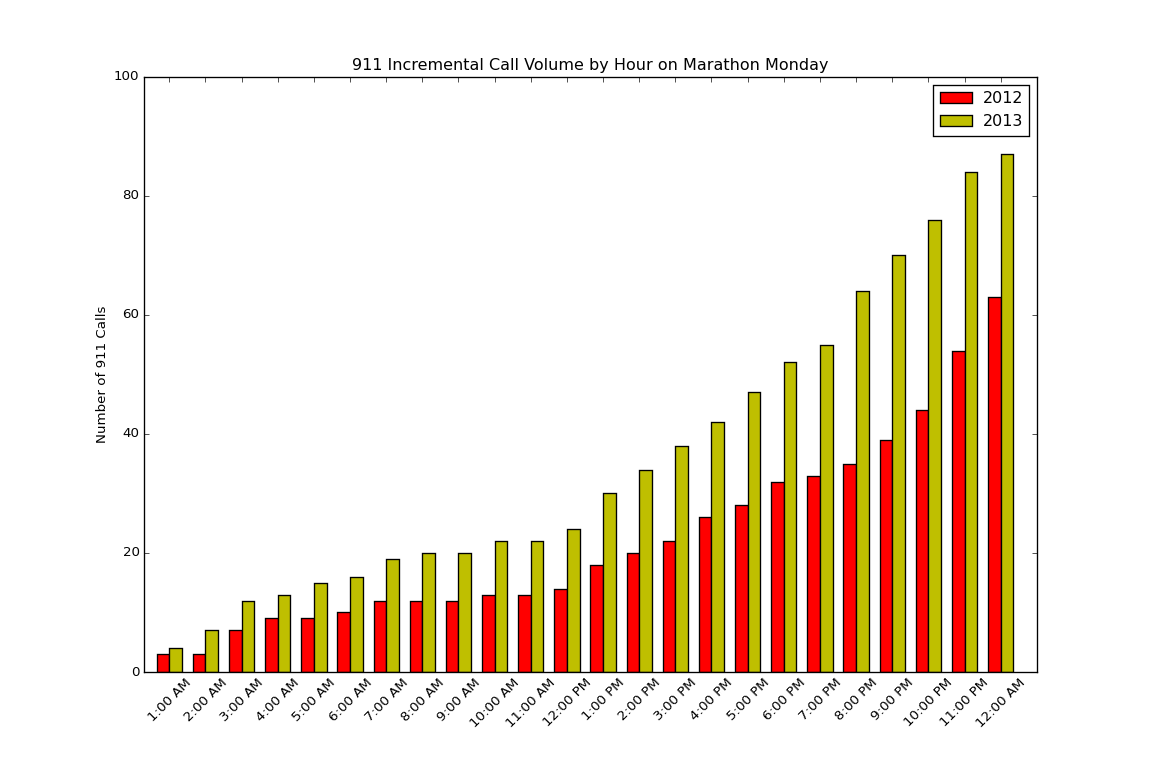 911 Incremental Call Volume by Hour on Marathon Monday
100
80
60
40
20
0
Number of 911 Calls
2012
2013
1:00 AM
2:00 AM
3:00 AM
4:00 AM
5:00 AM
6:00 AM
7:00 AM
8:00 AM
9:00 AM
10:00 AM
11:00 AM
12:00 PM
1:00 PM
2:00 PM
3:00 PM
4:00 PM
5:00 PM
6:00 PM
7:00 PM
8:00 PM
9:00 PM
10:00 PM
11:00 PM
12:00 AM